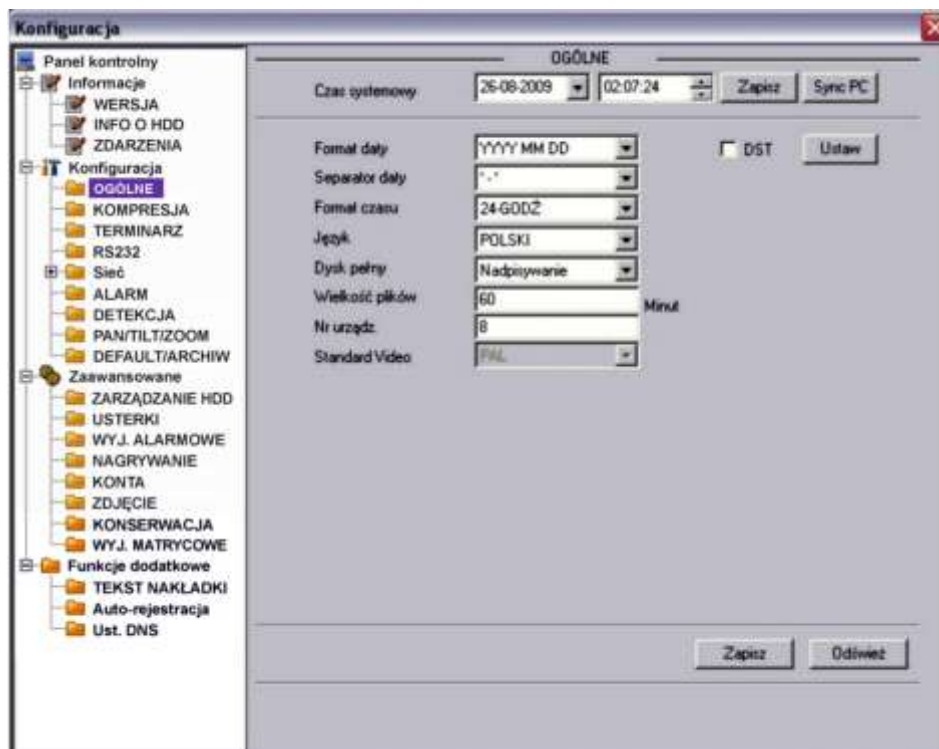 Konfiguracja
Panel kontrolny
Informacje
WERSJA
INFO O HDD
ZDARZENIA
Konfiguracja
OGÓLNE
KOMPRESJA
TERMINARZ
RS232
Sieć
ALARM
DETEKCJA
PAN/TILT/ZOOM
DEFAULT/ARCHIW
Zaawansowane
ZARZĄDZANIE HDD
USTERKI
WYJ. ALARMOWE
NAGRYWANIE
KONTA
ZDJĘCIE
KONSERWACJA
WYJ. MATRYCOWE
Funkcje dodatkowe
TEKST NAKŁADKI
Auto-rejestracja
Ust. DNS
OGÓLNE
Czas systemowy 26-08-2009 02:07:24 Zapisz Sync PC
Format daty YYYY MM DD DST Ustaw
Separator daty '-'
Format czasu 24-GODŹ
Język POLSKI
Dysk pełny Nadpisywanie
Wielkość plików 60 Minut
Nr urządz. 8
Standard Video PAL
Zapisz Odśwież